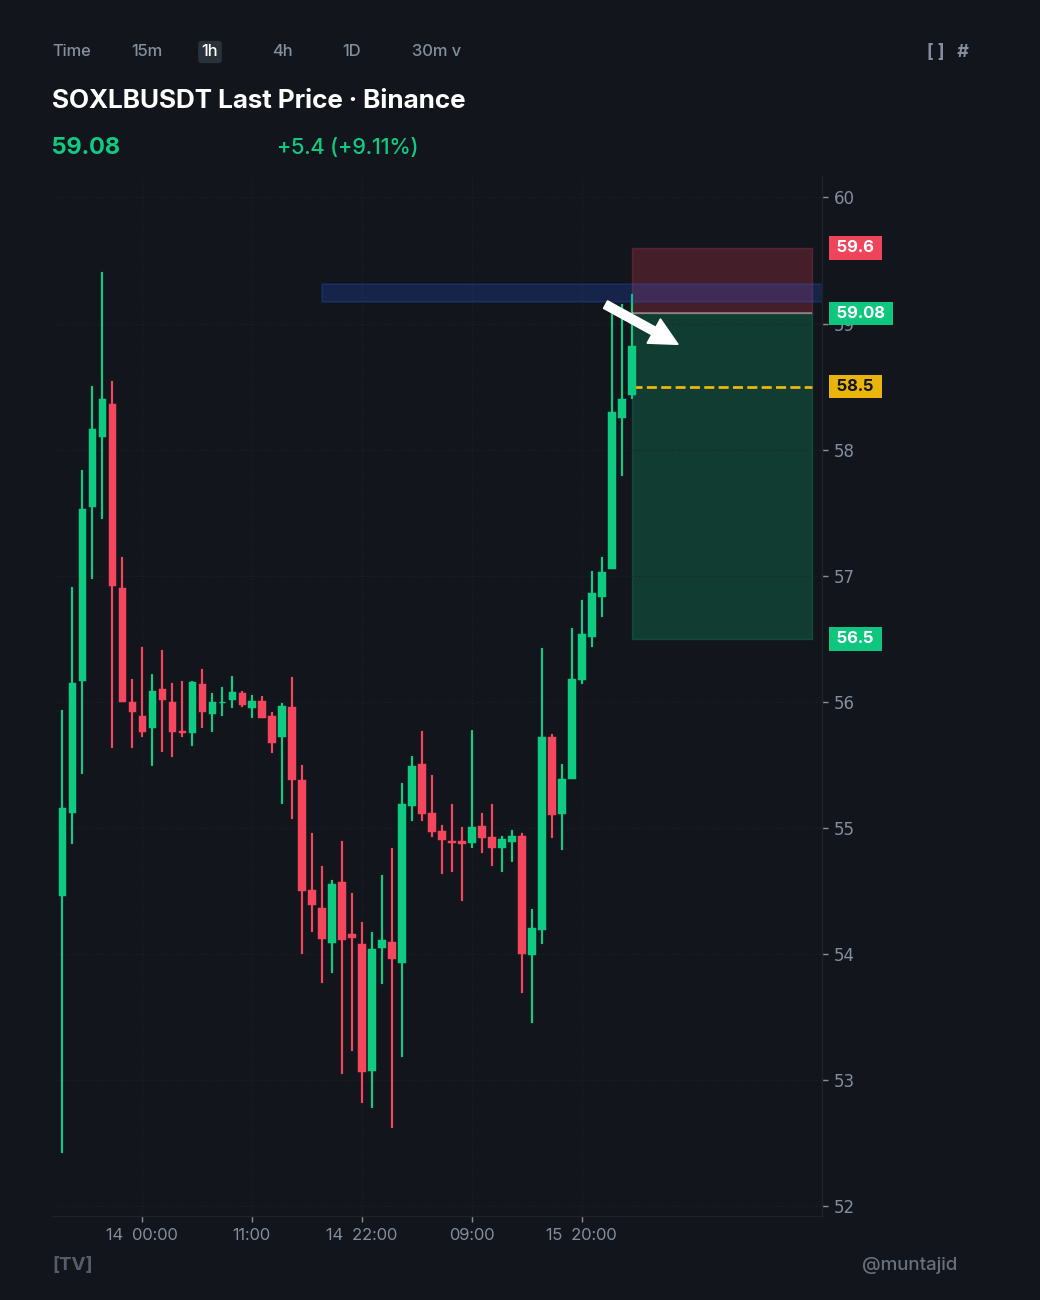 Time 15m 1h 4h 1D 30m v [ ] #
SOXLBUSDT Last Price · Binance
59.08 +5.4 (+9.11%)
60
59.6
59.08
59
58.5
58
57
56.5
56
55
54
53
52
14 00:00 11:00 14 22:00 09:00 15 20:00
[TV] @muntajid